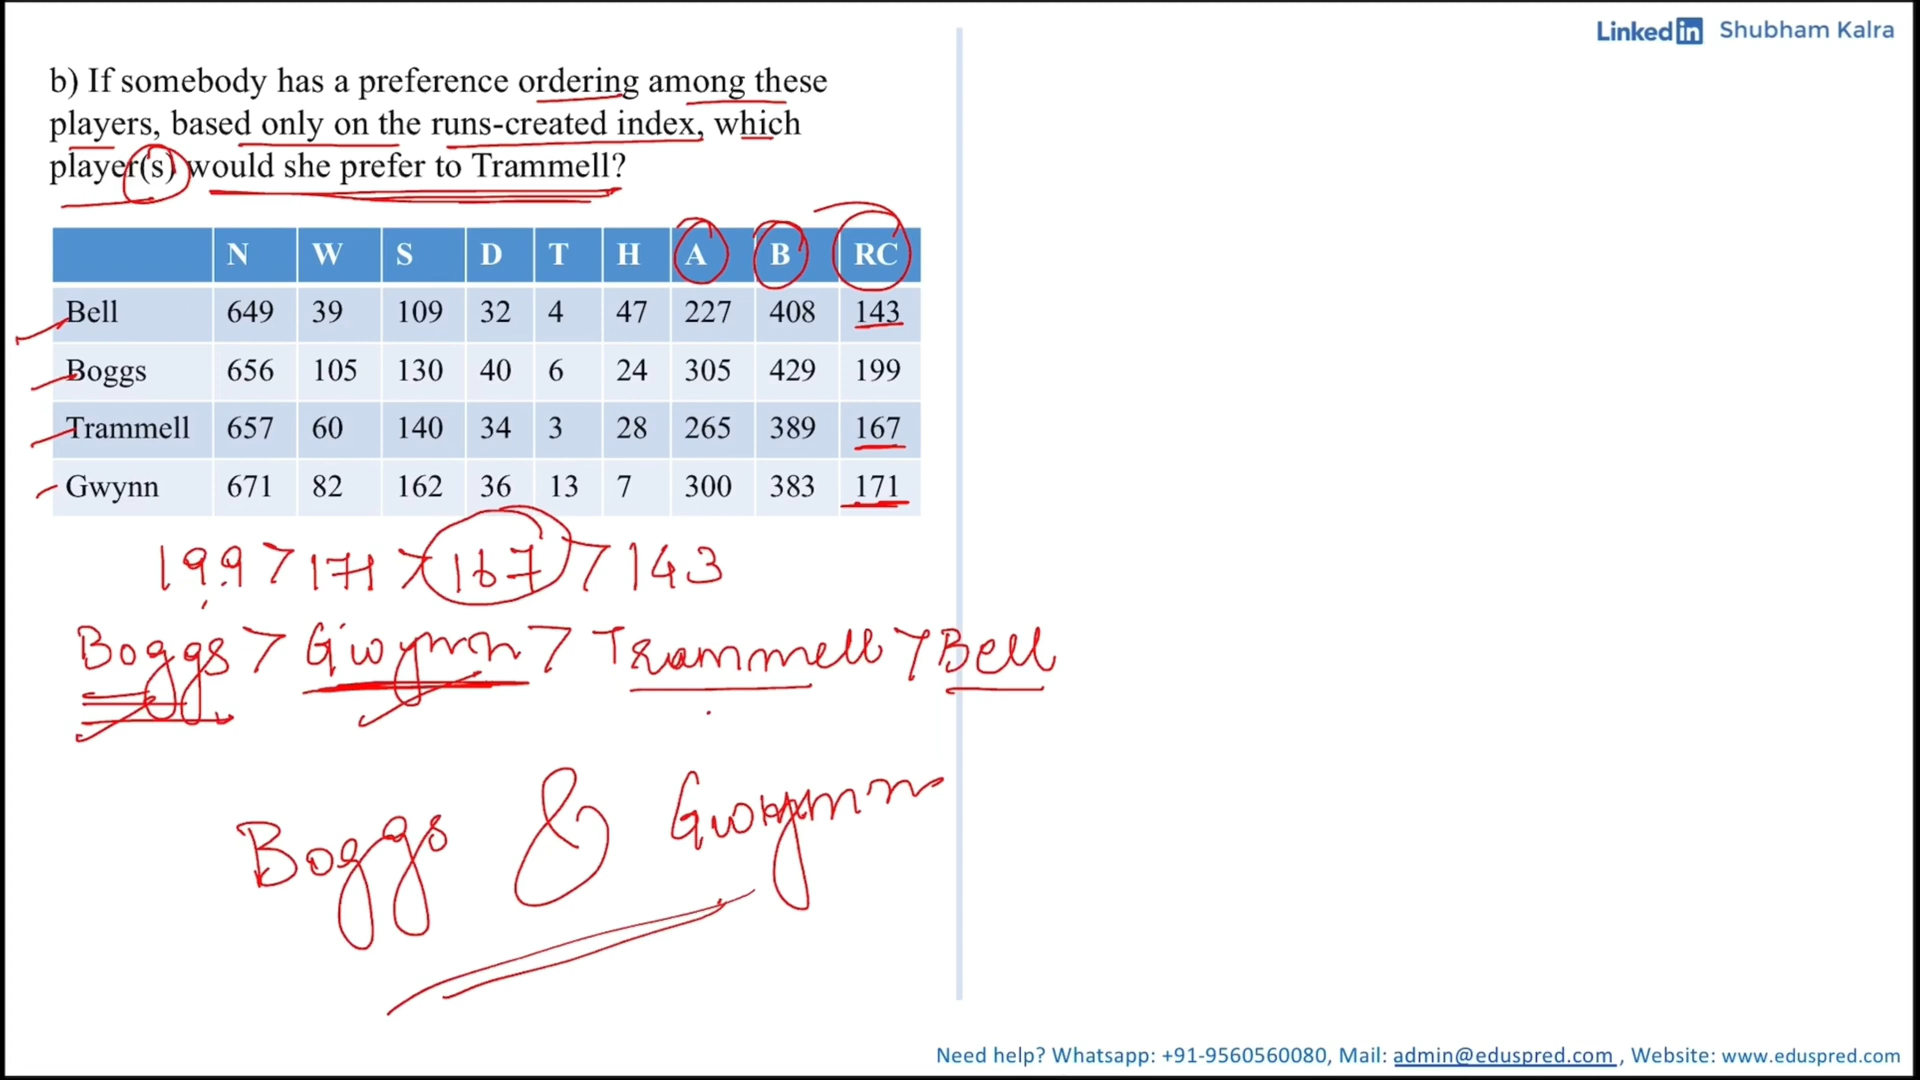 Linked in Shubham Kalra
b) If somebody has a preference ordering among these
players, based only on the runs-created index, which
player(s) would she prefer to Trammell?
N W S D T H A B RC
Bell 649 39 109 32 4 47 227 408 143
Boggs 656 105 130 40 6 24 305 429 199
Trammell 657 60 140 34 3 28 265 389 167
Gwynn 671 82 162 36 13 7 300 383 171
199 > 171 > 167 > 143
Boggs > Gwynn > Trammell > Bell
Boggs & Gwynn
Need help? Whatsapp: +91-9560560080, Mail: admin@eduspred.com , Website: www.eduspred.com